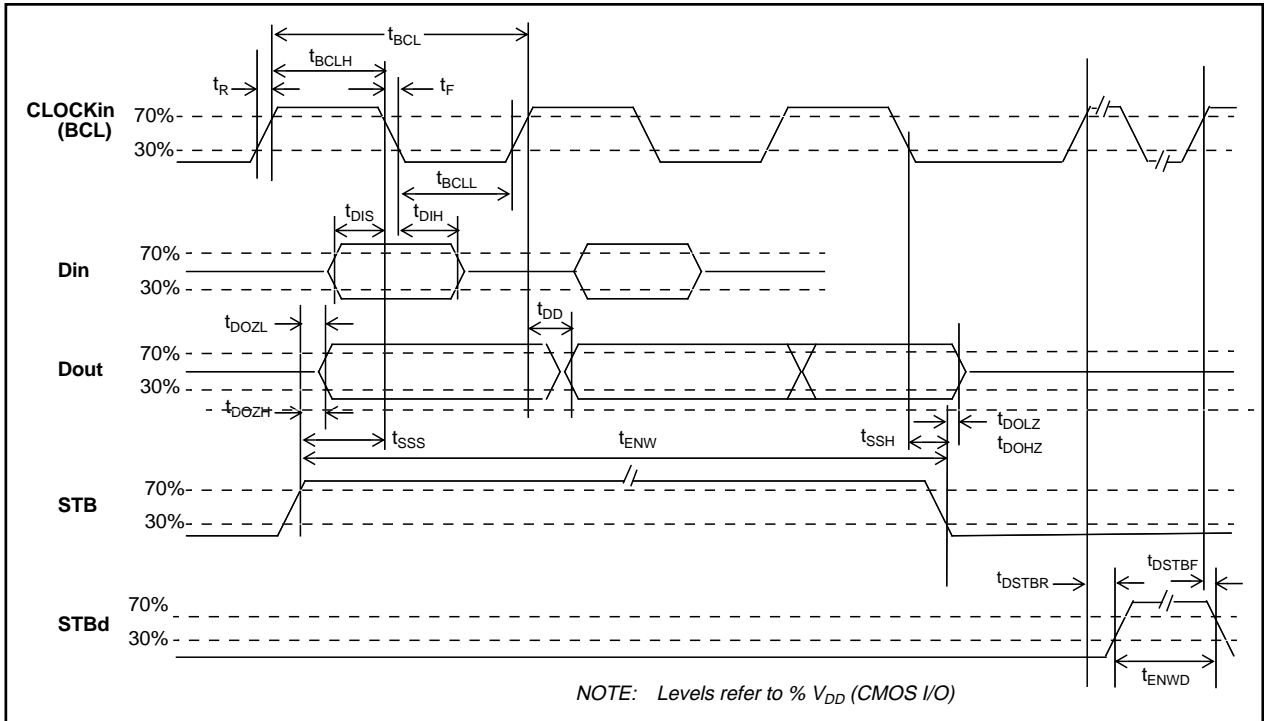 tBCL
tBCLH
tR
tF
CLOCKin
(BCL)
70%
30%
tBCLL
tDIS
tDIH
Din
70%
30%
tDD
tDOZL
Dout
70%
30%
tDOZH
tDOLZ
tSSS
tENW
tSSH
tDOHZ
STB
70%
30%
tDSTBR
tDSTBF
STBd
70%
30%
tENWD
NOTE: Levels refer to % VDD (CMOS I/O)